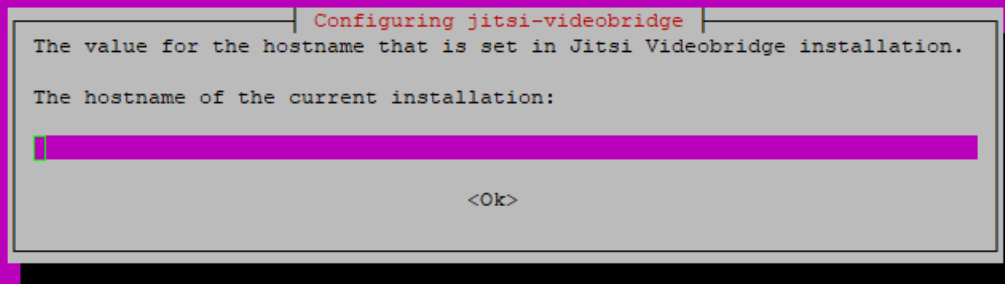 Configuring jitsi-videobridge
The value for the hostname that is set in Jitsi Videobridge installation.
The hostname of the current installation:
<Ok>